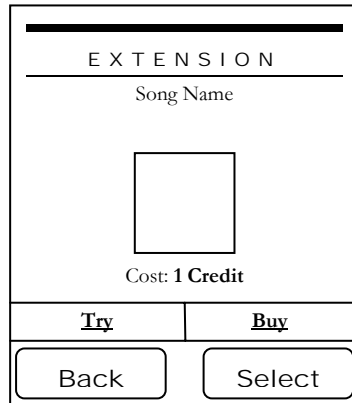 EXTENSION
Song Name
Cost: 1 Credit
Try Buy
Back Select